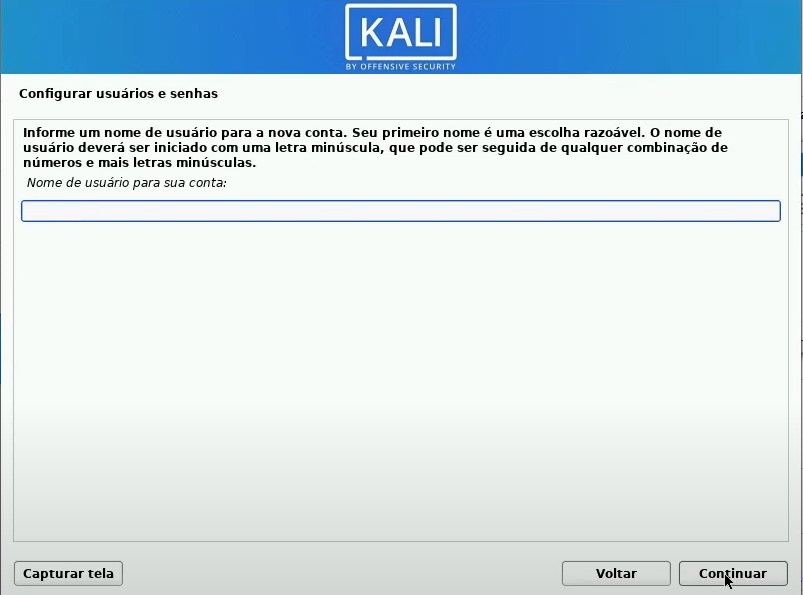 KALI
BY OFFENSIVE SECURITY
Configurar usuários e senhas
Informe um nome de usuário para a nova conta. Seu primeiro nome é uma escolha razoável. O nome de
usuário deverá ser iniciado com uma letra minúscula, que pode ser seguida de qualquer combinação de
números e mais letras minúsculas.
Nome de usuário para sua conta:
Capturar tela
Voltar
Continuar